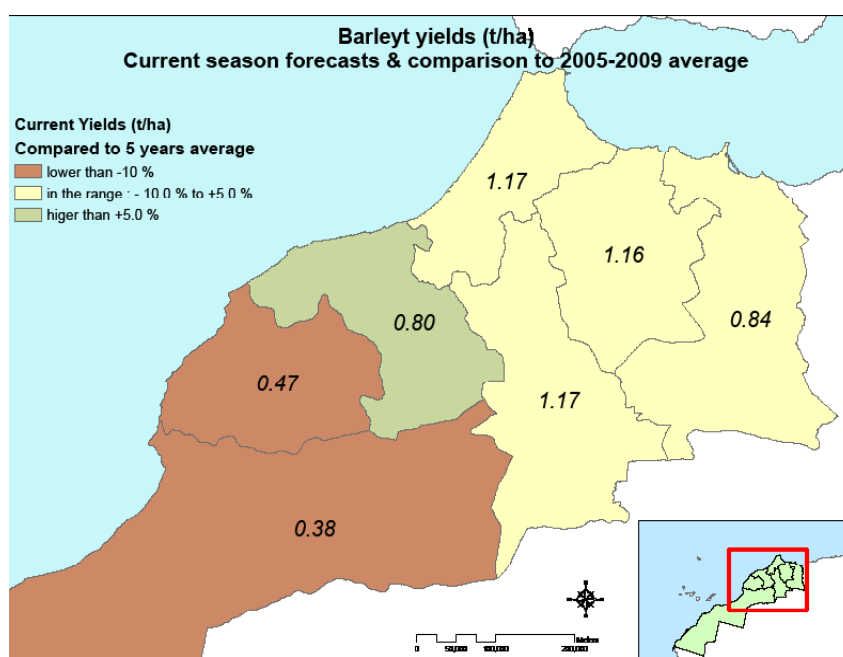 Barleyt yields (t/ha)
Current season forecasts & comparison to 2005-2009 average
Current Yields (t/ha)
Compared to 5 years average
lower than -10 %
in the range : - 10.0 % to +5.0 %
higer than +5.0 %
1.17
1.16
0.80
0.84
0.47
1.17
0.38
Meters
0